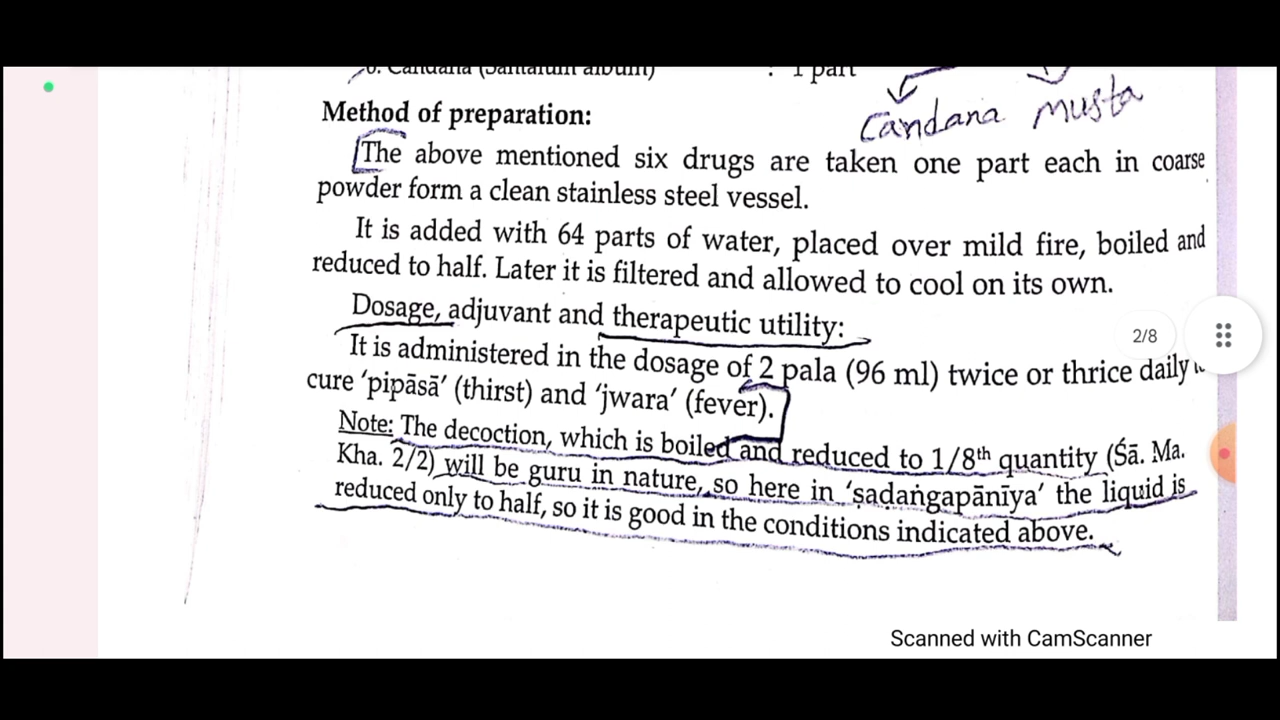 6. Candana (Santalum album) : 1 part
Candana Musta
Method of preparation:
The above mentioned six drugs are taken one part each in coarse
powder form a clean stainless steel vessel.
It is added with 64 parts of water, placed over mild fire, boiled and
reduced to half. Later it is filtered and allowed to cool on its own.
Dosage, adjuvant and therapeutic utility:
It is administered in the dosage of 2 pala (96 ml) twice or thrice daily
cure 'pipāsā' (thirst) and 'jwara' (fever).
Note: The decoction, which is boiled and reduced to 1/8th quantity (Śā. Ma.
Kha. 2/2) will be guru in nature, so here in 'ṣaḍaṅgapānīya' the liquid is
reduced only to half, so it is good in the conditions indicated above.
2/8
Scanned with CamScanner